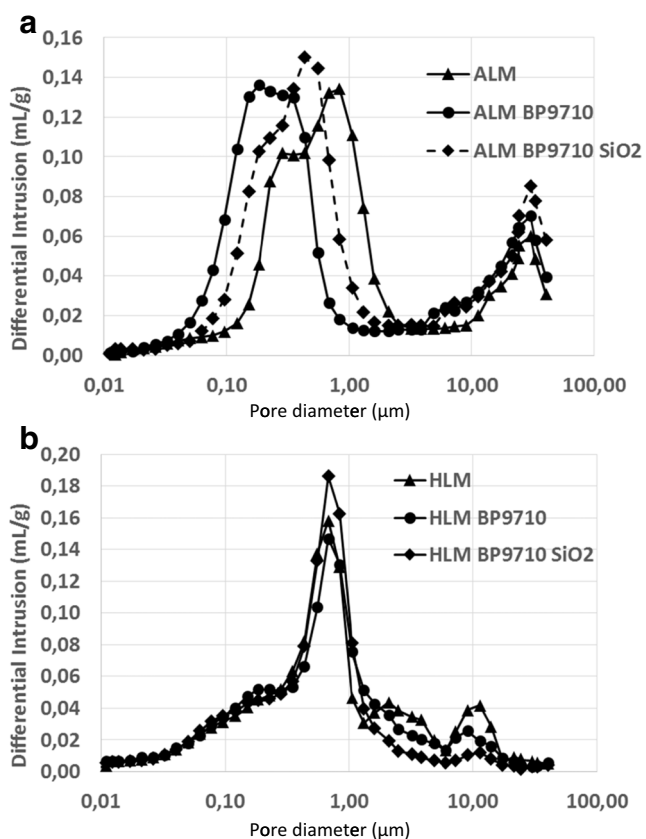 a
0,16
0,14
0,12
0,10
0,08
0,06
0,04
0,02
0,00
Differential Intrusion (mL/g)
ALM
ALM BP9710
ALM BP9710 SiO2
0,01 0,10 1,00 10,00 100,00
Pore diameter (µm)
b
0,20
0,18
0,16
0,14
0,12
0,10
0,08
0,06
0,04
0,02
0,00
Differential Intrusion (mL/g)
HLM
HLM BP9710
HLM BP9710 SiO2
0,01 0,10 1,00 10,00 100,00
Pore diameter (µm)